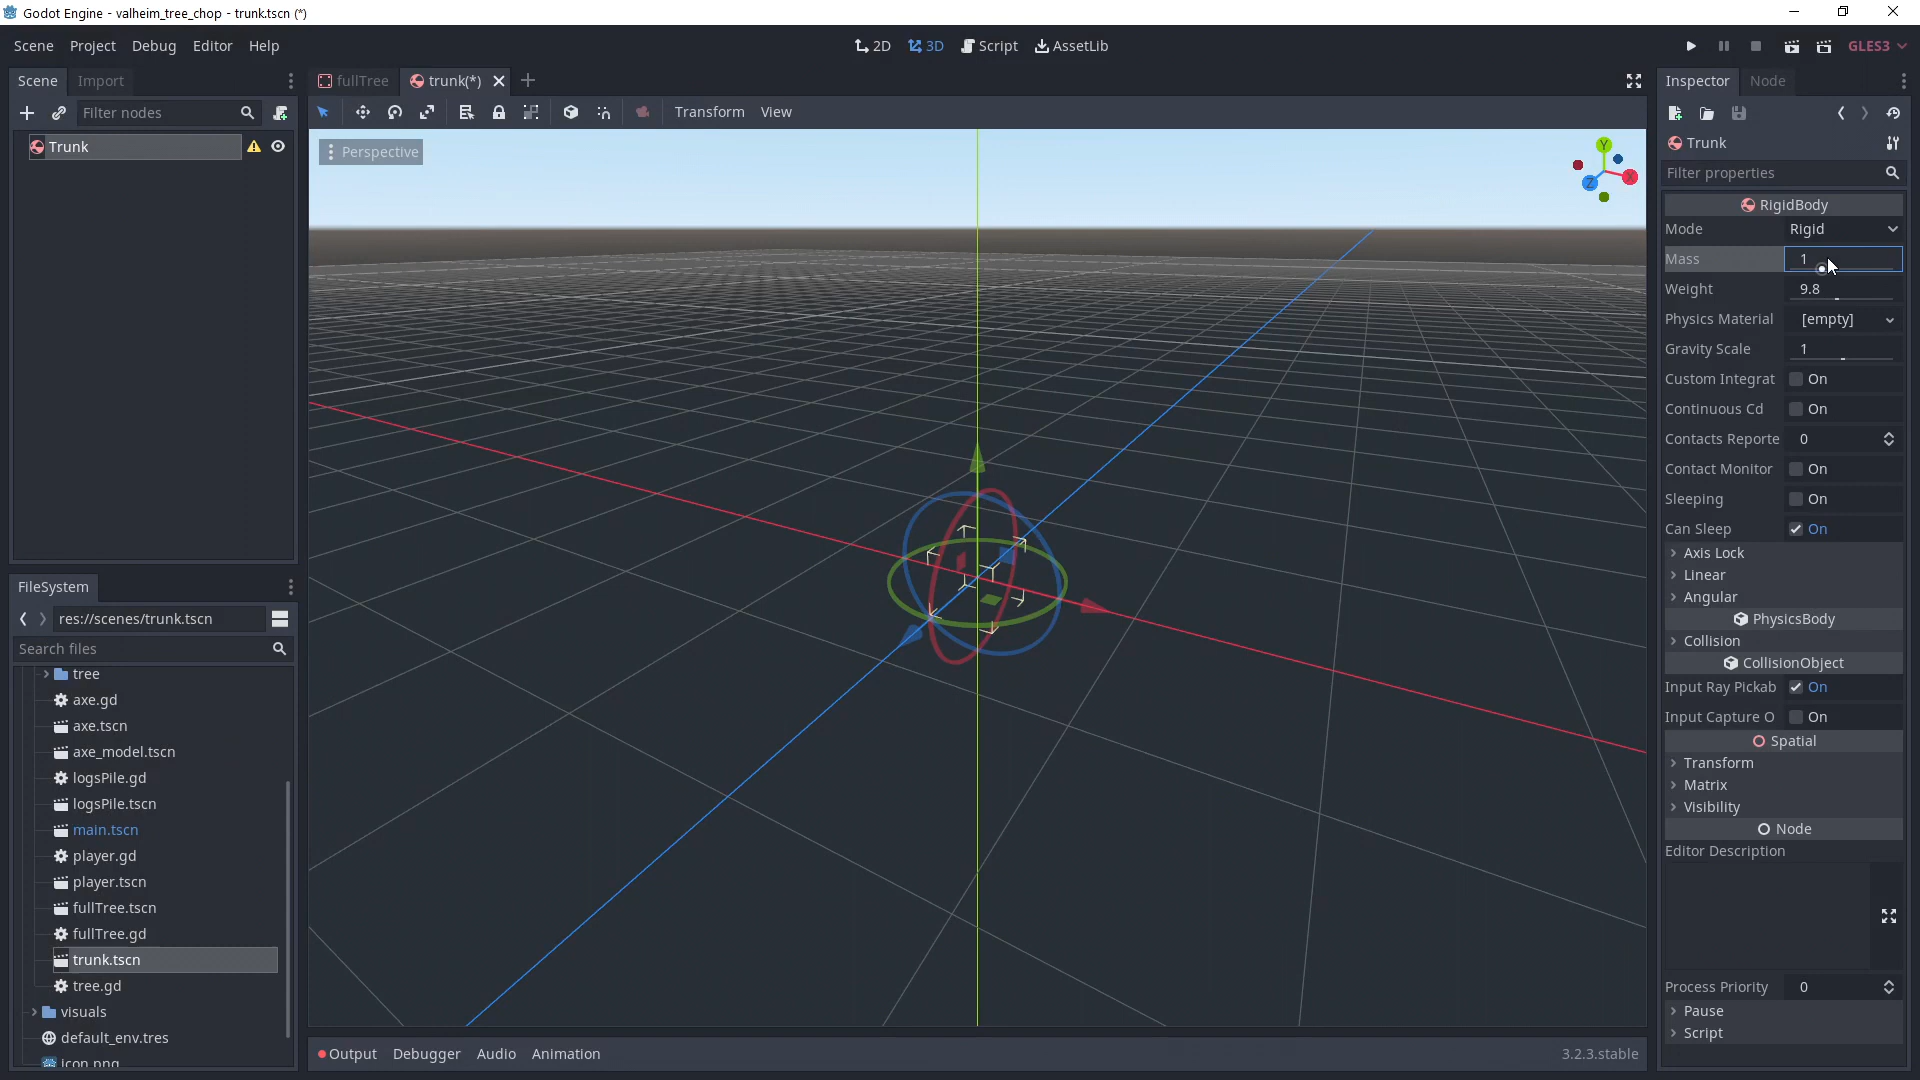 Godot Engine - valheim_tree_chop - trunk.tscn (*)
Scene Project Debug Editor Help
2D 3D Script AssetLib
GLES3
Scene Import
Filter nodes
Trunk
fullTree trunk(*)
Transform View
Perspective
Y
X
Z
Inspector Node
Trunk
Filter properties
RigidBody
Mode Rigid
Mass 1
Weight 9.8
Physics Material [empty]
Gravity Scale 1
Custom Integrat On
Continuous Cd On
Contacts Reporte 0
Contact Monitor On
Sleeping On
Can Sleep On
Axis Lock
Linear
Angular
PhysicsBody
Collision
CollisionObject
Input Ray Pickab On
Input Capture O On
Spatial
Transform
Matrix
Visibility
Node
Editor Description
Process Priority 0
Pause
Script
FileSystem
res://scenes/trunk.tscn
Search files
tree
axe.gd
axe.tscn
axe_model.tscn
logsPile.gd
logsPile.tscn
main.tscn
player.gd
player.tscn
fullTree.tscn
fullTree.gd
trunk.tscn
tree.gd
visuals
default_env.tres
icon.png
Output Debugger Audio Animation
3.2.3.stable